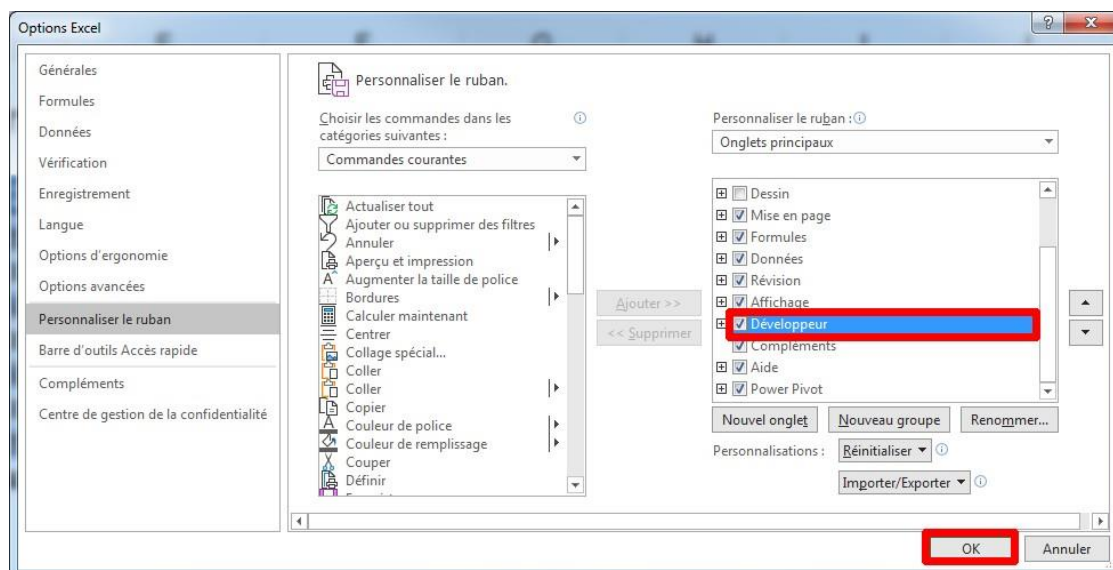 Options Excel
Générales
Formules
Données
Vérification
Enregistrement
Langue
Options d'ergonomie
Options avancées
Personnaliser le ruban
Barre d'outils Accès rapide
Compléments
Centre de gestion de la confidentialité
Personnaliser le ruban.
Choisir les commandes dans les
catégories suivantes :
Commandes courantes
Actualiser tout
Ajouter ou supprimer des filtres
Annuler
Aperçu et impression
Augmenter la taille de police
Bordures
Calculer maintenant
Centrer
Collage spécial...
Coller
Coller
Copier
Couleur de police
Couleur de remplissage
Couper
Définir
Ajouter >>
<< Supprimer
Personnaliser le ruban :
Onglets principaux
Dessin
Mise en page
Formules
Données
Révision
Affichage
Développeur
Compléments
Aide
Power Pivot
Nouvel onglet
Nouveau groupe
Renommer...
Personnalisations :
Réinitialiser
Importer/Exporter
OK
Annuler